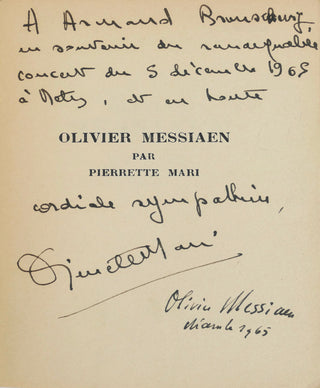 À Armand Brunschwig,
en souvenir du remarquable
concert du 5 décembre 1965
à Metz, et en toute
OLIVIER MESSIAEN
PAR
PIERRETTE MARI
cordiale sympathie,
Pierrette Mari
Olivier Messiaen
décembre 1965